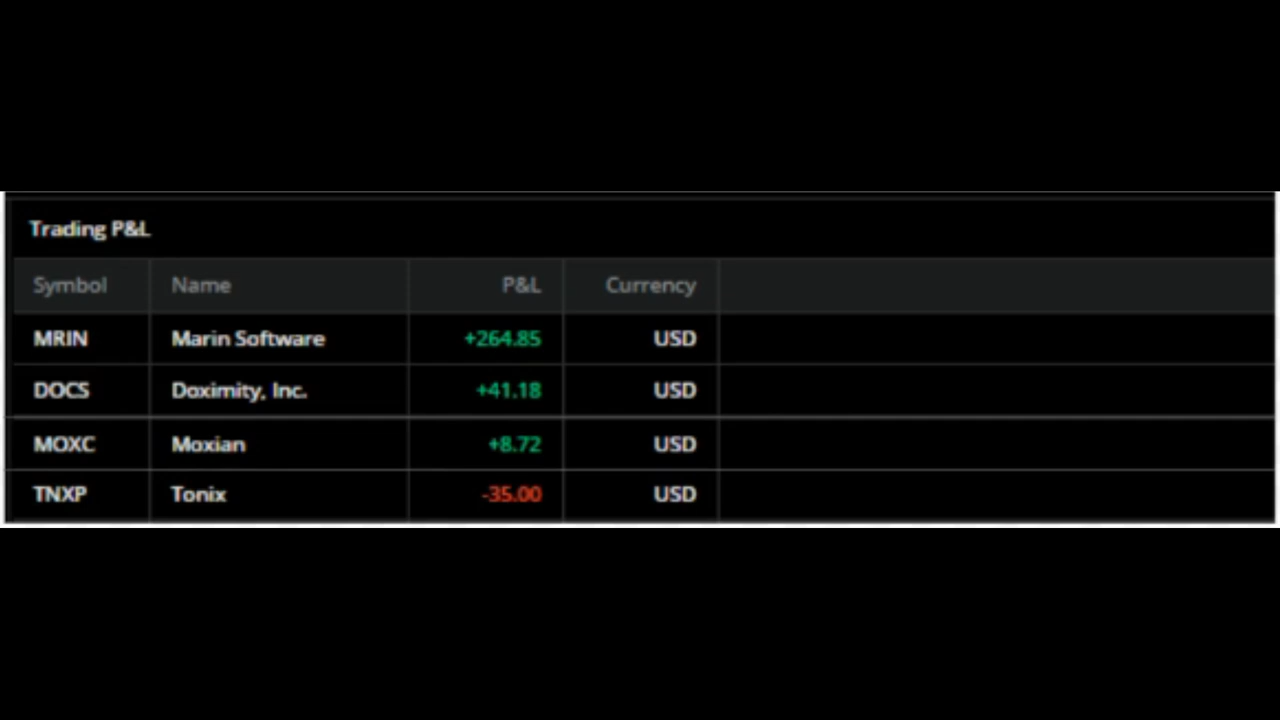 Trading P&L
Symbol Name P&L Currency
MRIN Marin Software +264.85 USD
DOCS Doximity, Inc. +41.18 USD
MOXC Moxian +8.72 USD
TNXP Tonix -35.00 USD